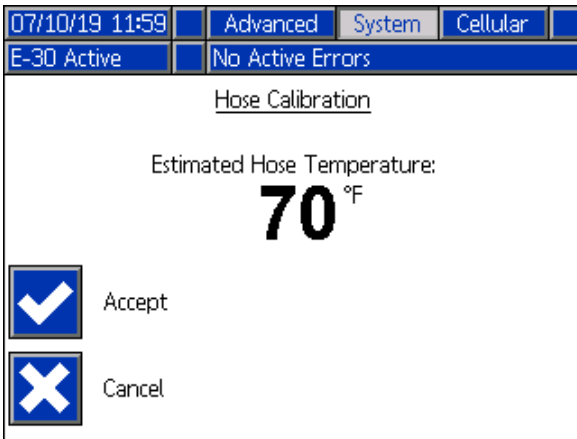 07/10/19 11:59 Advanced System Cellular
E-30 Active No Active Errors
Hose Calibration
Estimated Hose Temperature:
70 °F
Accept
Cancel